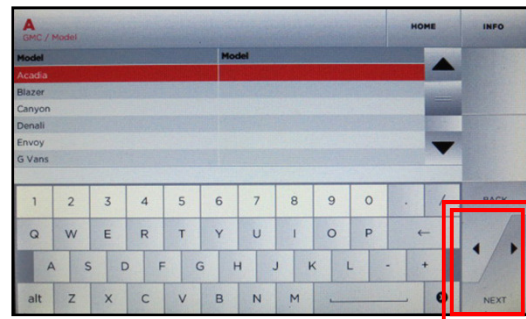 A
GMC / Model
HOME
INFO
Model Model
Acadia
Blazer
Canyon
Denali
Envoy
G Vans
1 2 3 4 5 6 7 8 9 0 . /
BACK
Q W E R T Y U I O P ←
A S D F G H J K L - +
alt Z X C V B N M
NEXT